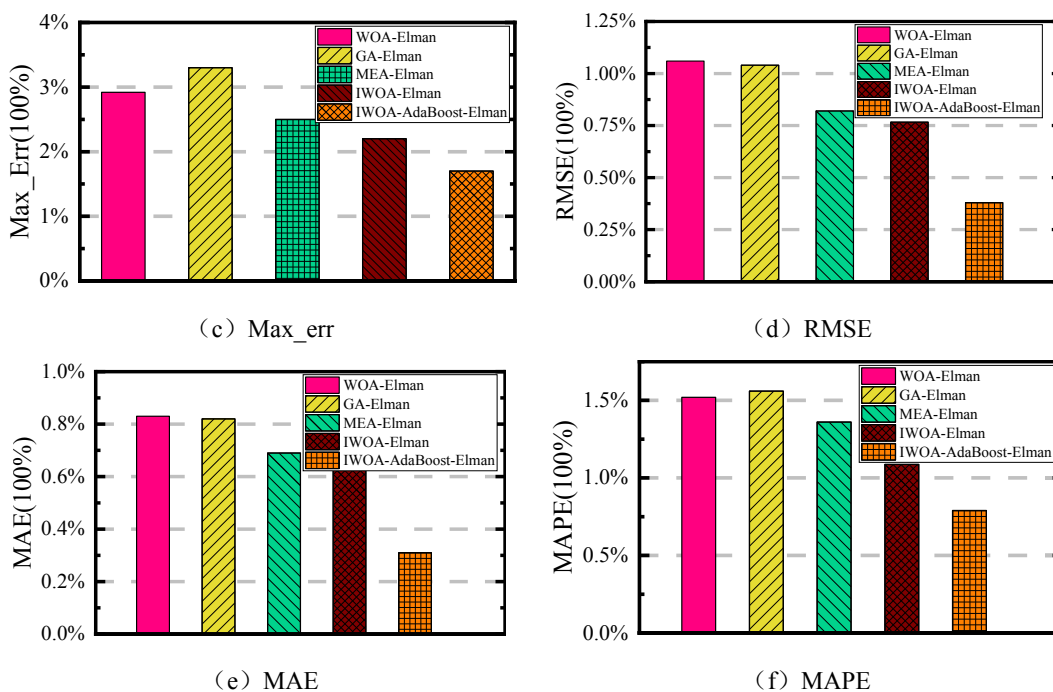 4%
3%
2%
1%
0%
Max_Err(100%)
WOA-Elman
GA-Elman
MEA-Elman
IWOA-Elman
IWOA-AdaBoost-Elman
（c）Max_err
1.25%
1.00%
0.75%
0.50%
0.25%
0.00%
RMSE(100%)
WOA-Elman
GA-Elman
MEA-Elman
IWOA-Elman
IWOA-AdaBoost-Elman
（d）RMSE
1.0%
0.8%
0.6%
0.4%
0.2%
0.0%
MAE(100%)
WOA-Elman
GA-Elman
MEA-Elman
IWOA-Elman
IWOA-AdaBoost-Elman
（e）MAE
1.5%
1.0%
0.5%
0.0%
MAPE(100%)
WOA-Elman
GA-Elman
MEA-Elman
IWOA-Elman
IWOA-AdaBoost-Elman
（f）MAPE